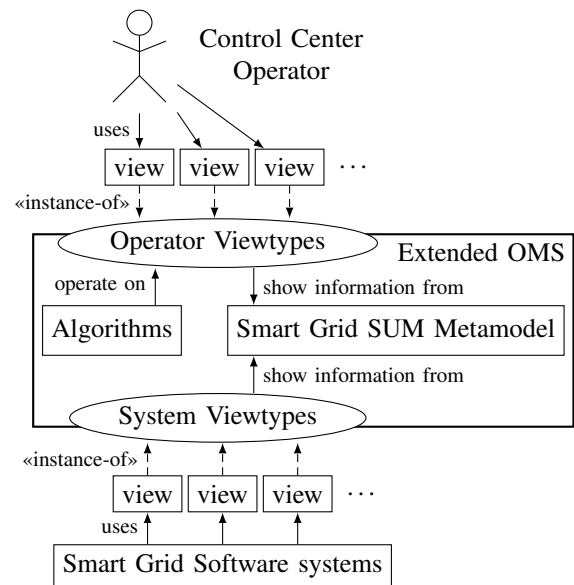 Control Center
Operator
uses
view view view ...
«instance-of»
Operator Viewtypes
Extended OMS
operate on
show information from
Algorithms
Smart Grid SUM Metamodel
show information from
System Viewtypes
«instance-of»
view view view ...
uses
Smart Grid Software systems